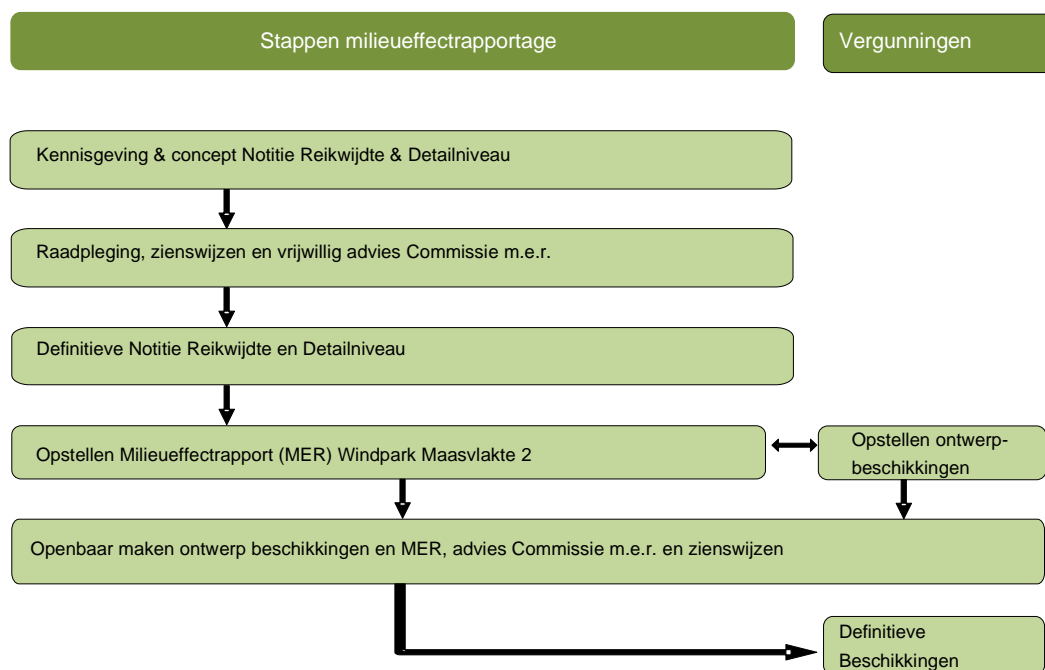 Stappen milieueffectrapportage
Vergunningen
Kennisgeving & concept Notitie Reikwijdte & Detailniveau
Raadpleging, zienswijzen en vrijwillig advies Commissie m.e.r.
Definitieve Notitie Reikwijdte en Detailniveau
Opstellen Milieueffectrapport (MER) Windpark Maasvlakte 2
Opstellen ontwerp-
beschikkingen
Openbaar maken ontwerp beschikkingen en MER, advies Commissie m.e.r. en zienswijzen
Definitieve
Beschikkingen